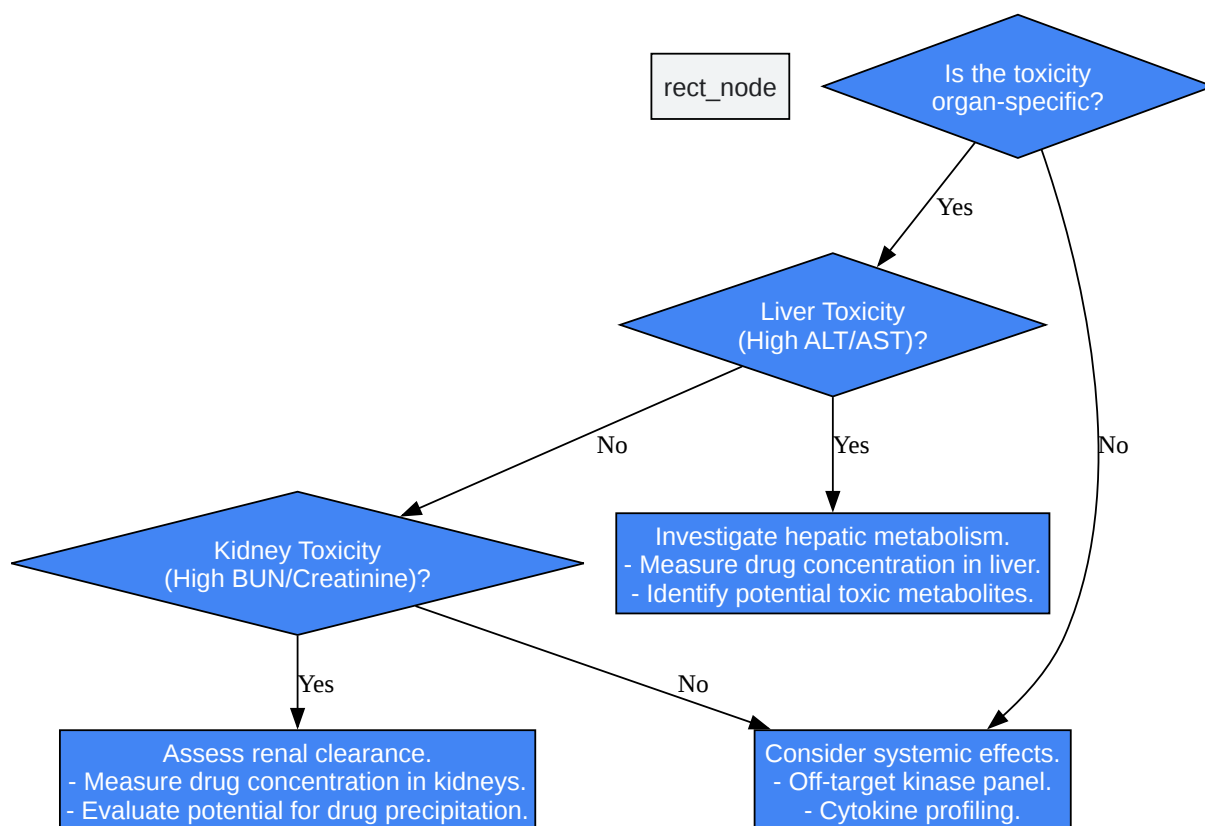 rect_node
Is the toxicity
organ-specific?
Yes
Liver Toxicity
(High ALT/AST)?
No
Yes
No
Kidney Toxicity
(High BUN/Creatinine)?
Investigate hepatic metabolism.
- Measure drug concentration in liver.
- Identify potential toxic metabolites.
Yes
No
Assess renal clearance.
- Measure drug concentration in kidneys.
- Evaluate potential for drug precipitation.
Consider systemic effects.
- Off-target kinase panel.
- Cytokine profiling.